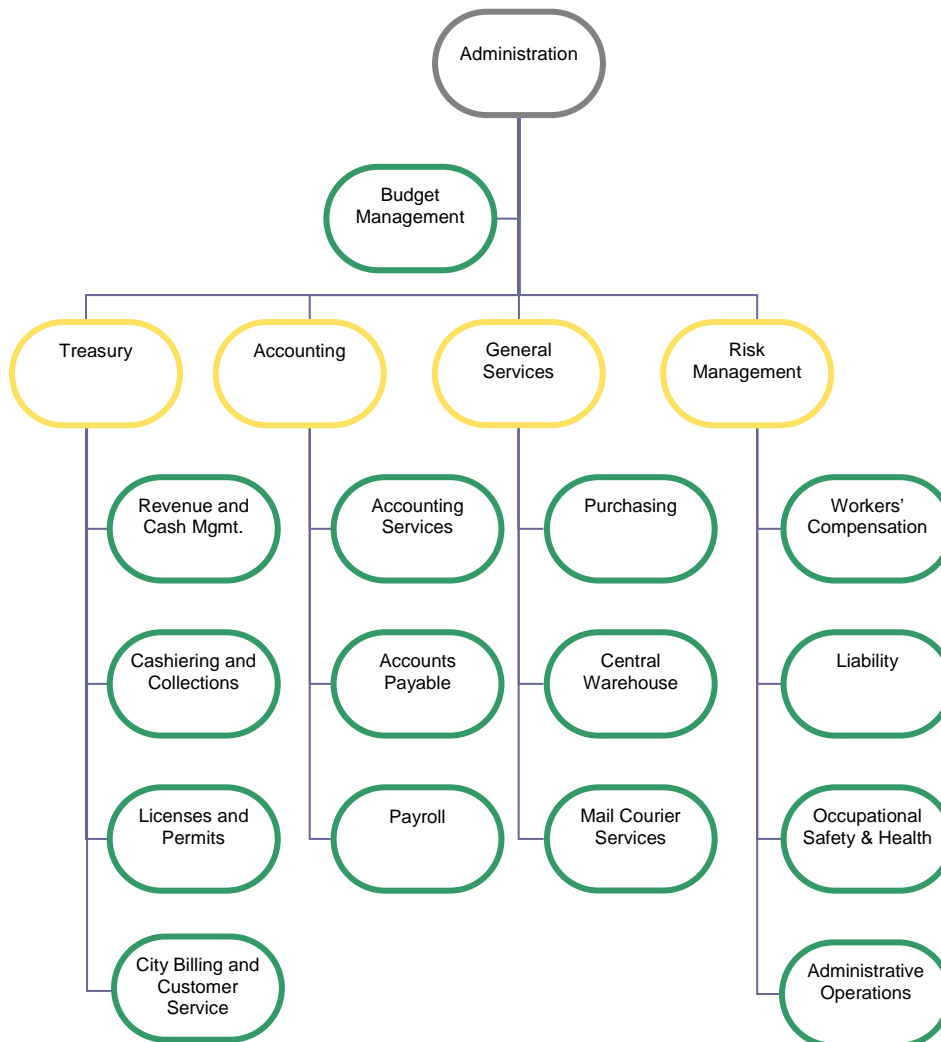 Administration
Budget
Management
Treasury
Accounting
General
Services
Risk
Management
Revenue and
Cash Mgmt.
Accounting
Services
Purchasing
Workers’
Compensation
Cashiering and
Collections
Accounts
Payable
Central
Warehouse
Liability
Licenses and
Permits
Payroll
Mail Courier
Services
Occupational
Safety & Health
City Billing and
Customer
Service
Administrative
Operations